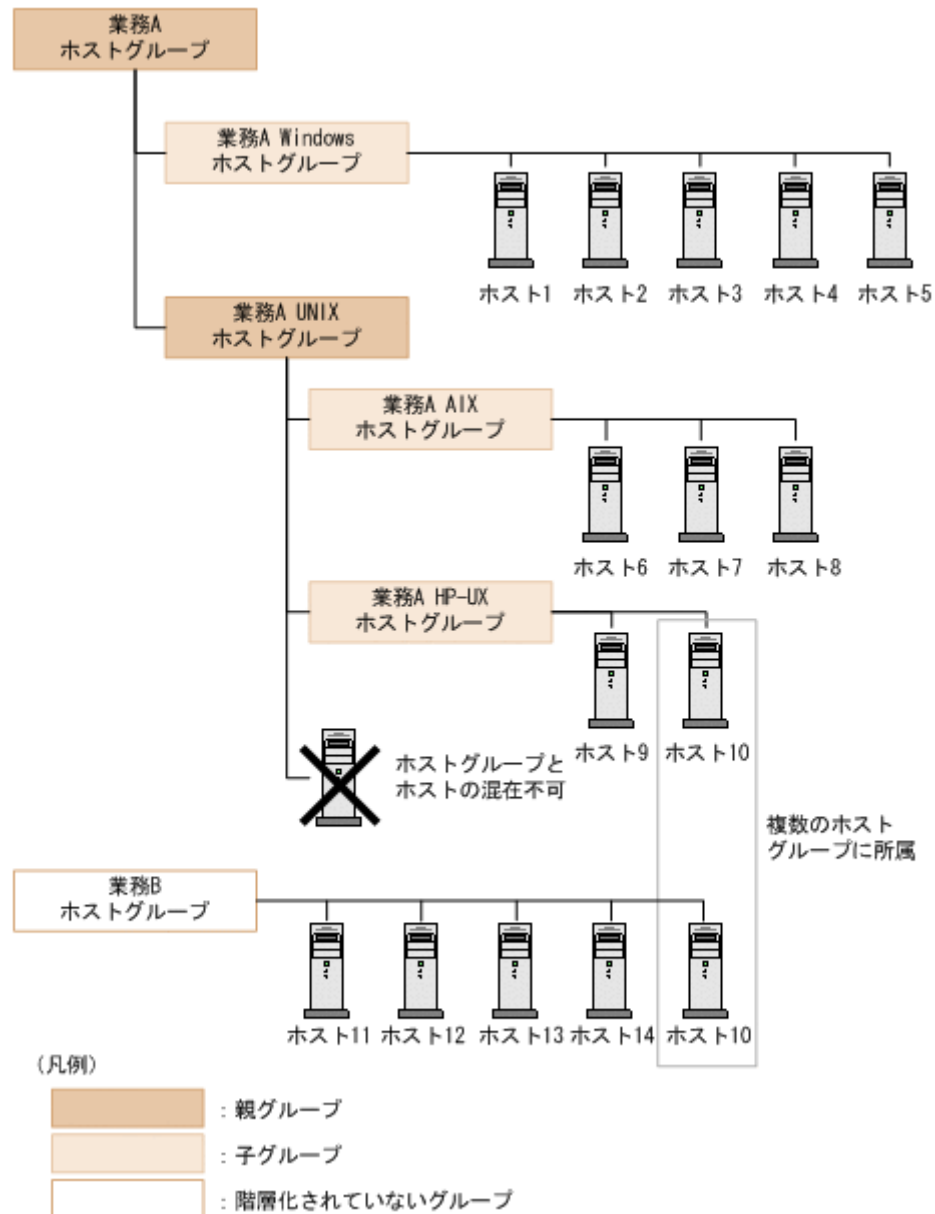 業務A
ホストグループ
業務A Windows
ホストグループ
ホスト1 ホスト2 ホスト3 ホスト4 ホスト5
業務A UNIX
ホストグループ
業務A AIX
ホストグループ
ホスト6 ホスト7 ホスト8
業務A HP-UX
ホストグループ
ホスト9 ホスト10
ホストグループと
ホストの混在不可
複数のホスト
グループに所属
業務B
ホストグループ
ホスト11 ホスト12 ホスト13 ホスト14 ホスト10
(凡例)
：親グループ
：子グループ
：階層化されていないグループ